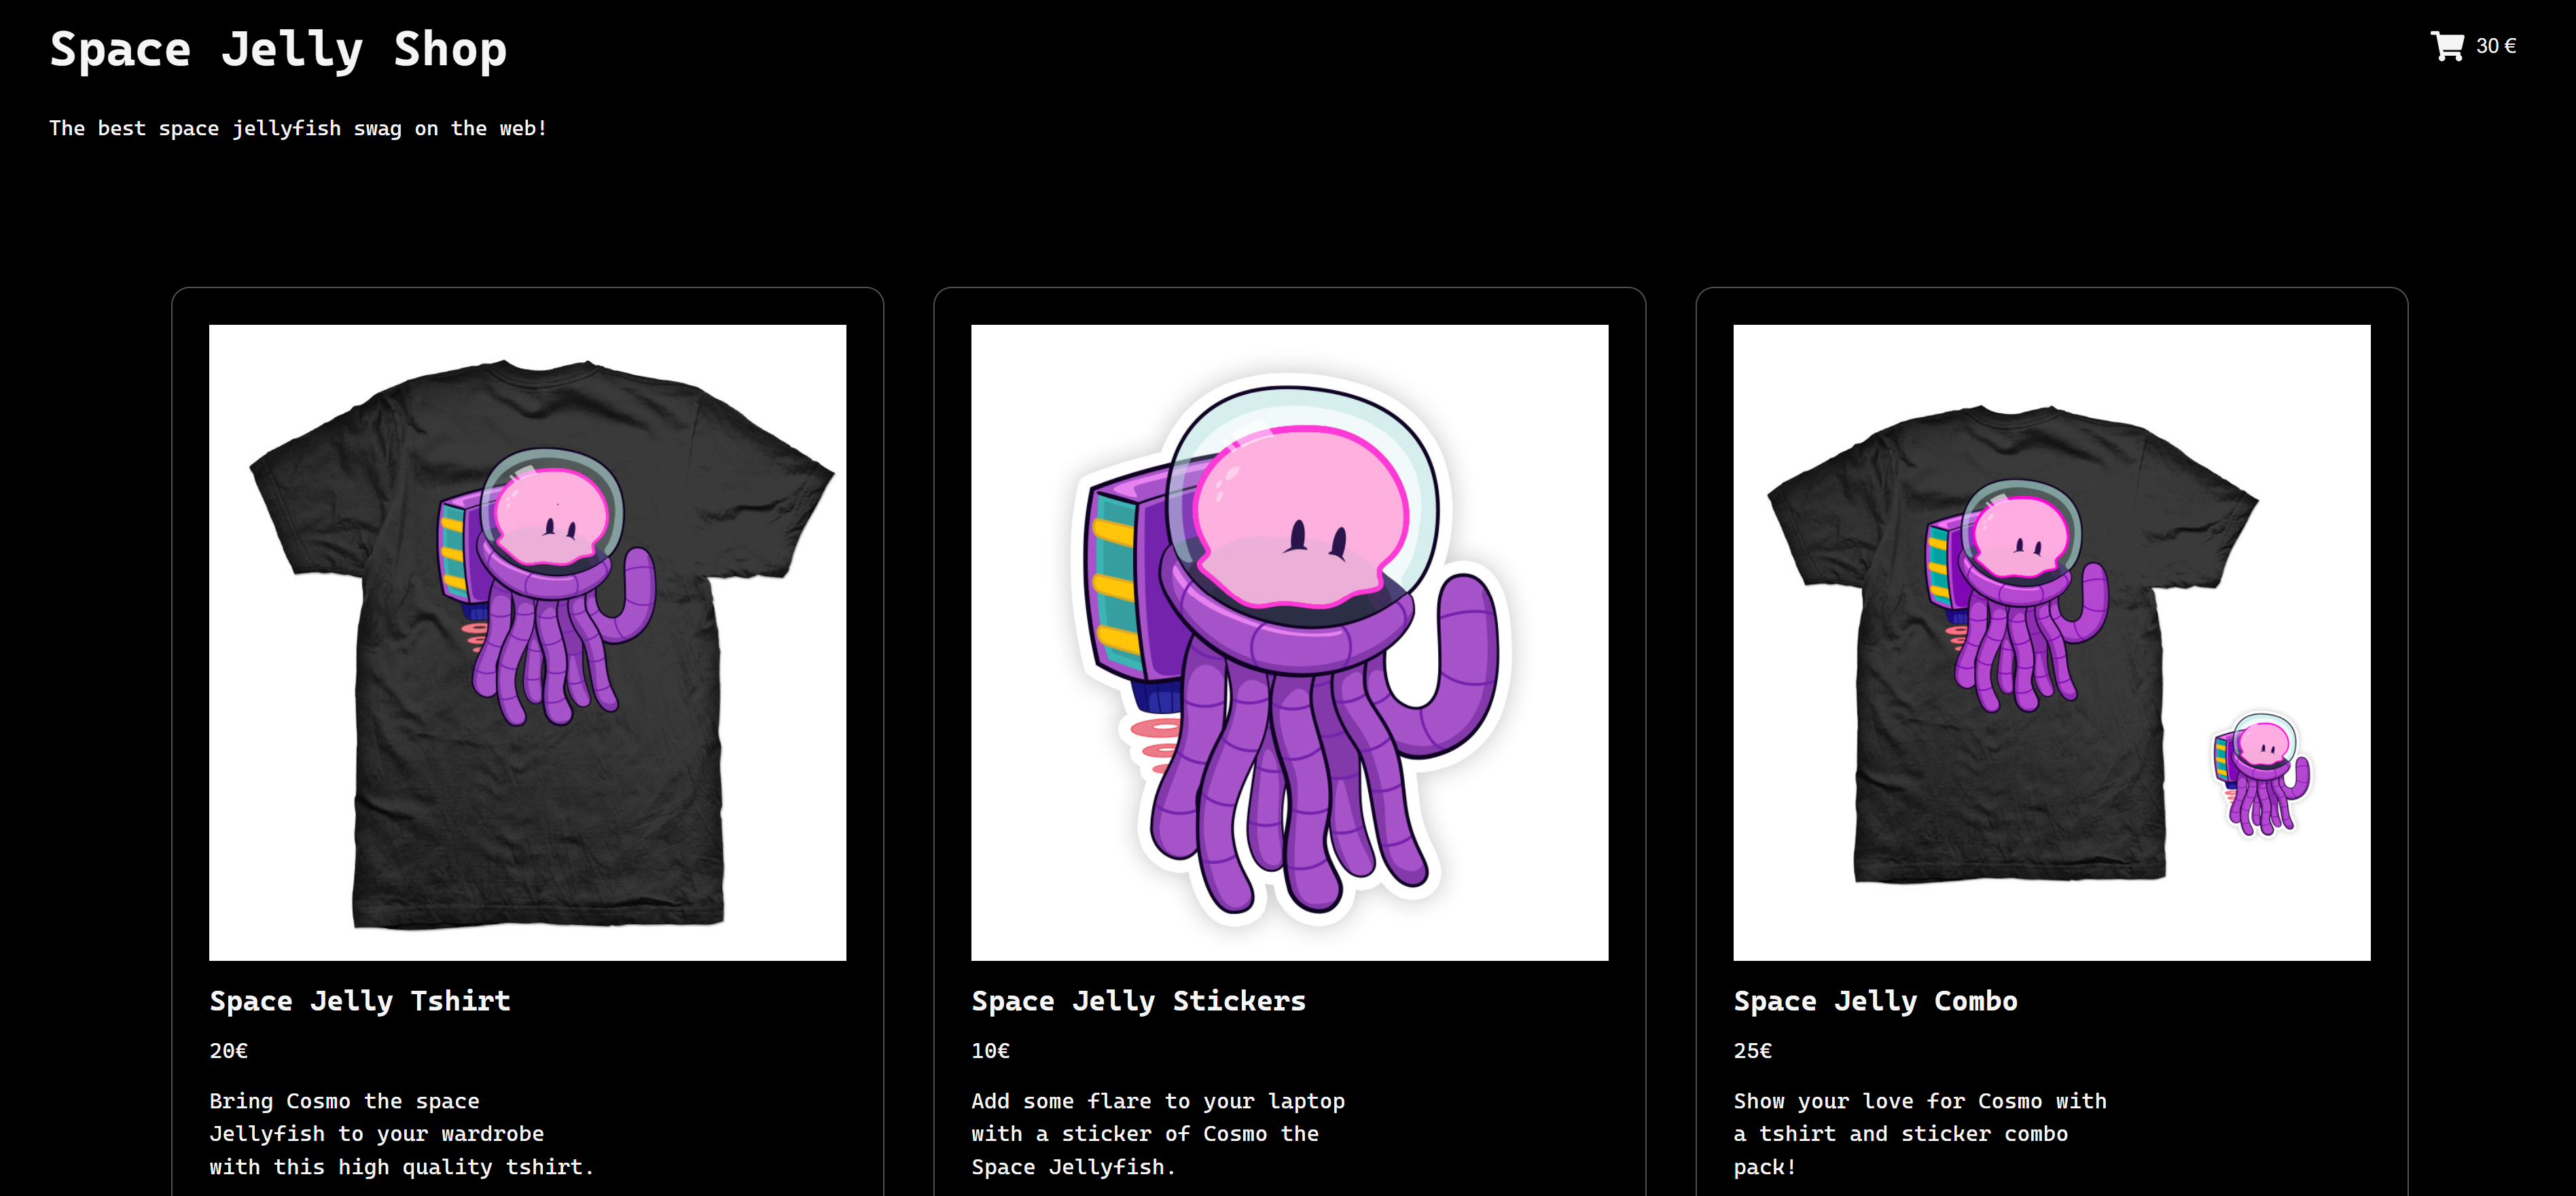 Space Jelly Shop
30 €
The best space jellyfish swag on the web!
Space Jelly Tshirt
20€
Bring Cosmo the space
Jellyfish to your wardrobe
with this high quality tshirt.
Space Jelly Stickers
10€
Add some flare to your laptop
with a sticker of Cosmo the
Space Jellyfish.
Space Jelly Combo
25€
Show your love for Cosmo with
a tshirt and sticker combo
pack!